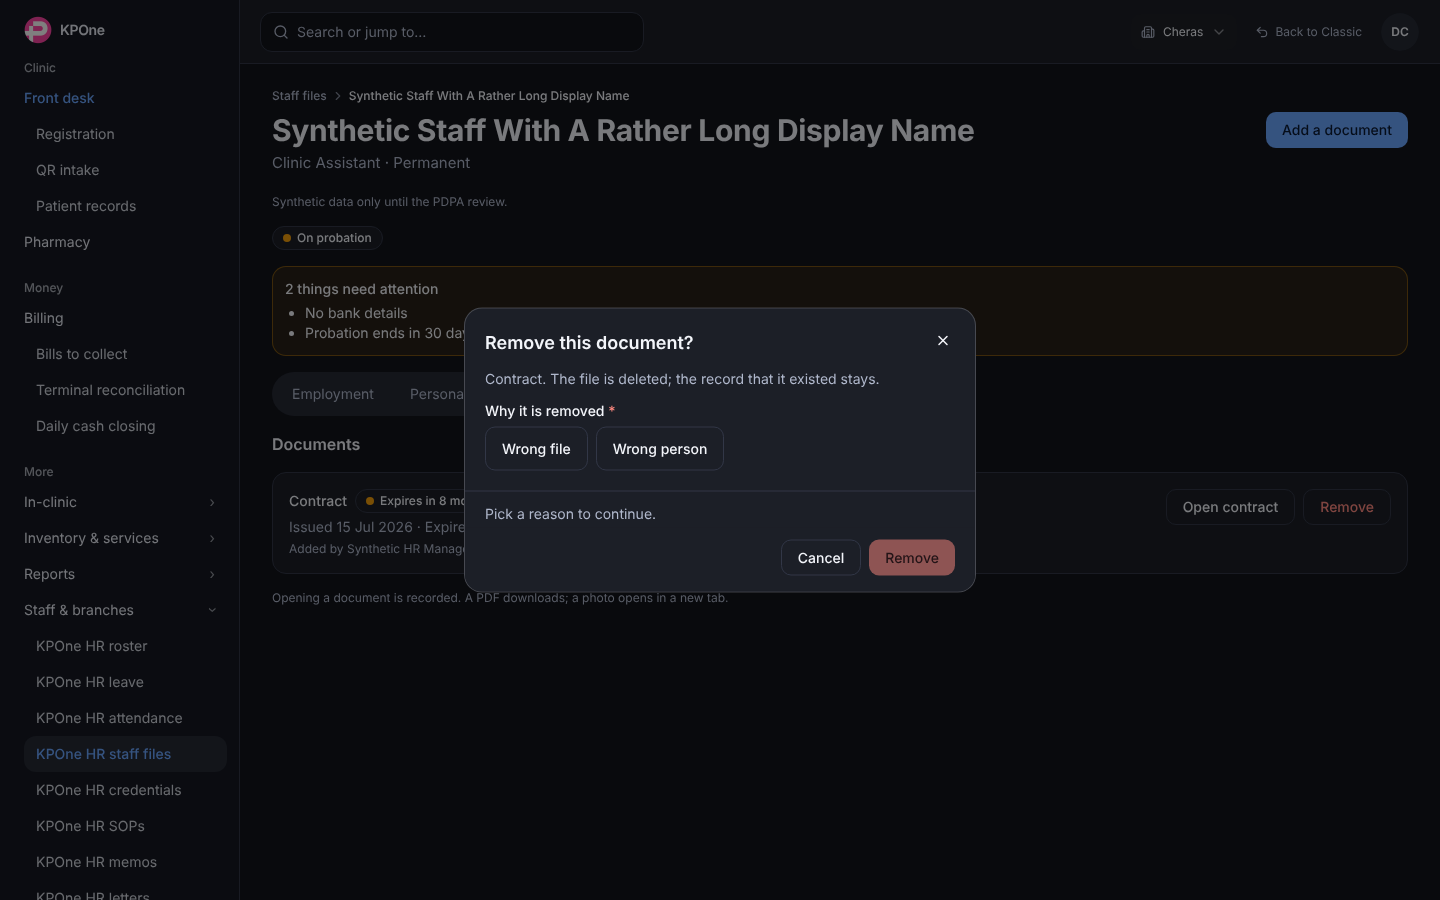 KPOne
Search or jump to...
Cheras
Back to Classic
DC
Clinic
Front desk
Registration
QR intake
Patient records
Pharmacy
Money
Billing
Bills to collect
Terminal reconciliation
Daily cash closing
More
In-clinic
Inventory & services
Reports
Staff & branches
KPOne HR roster
KPOne HR leave
KPOne HR attendance
KPOne HR staff files
KPOne HR credentials
KPOne HR SOPs
KPOne HR memos
KPOne HR letters
Staff files > Synthetic Staff With A Rather Long Display Name
Synthetic Staff With A Rather Long Display Name
Add a document
Clinic Assistant · Permanent
Synthetic data only until the PDPA review.
On probation
2 things need attention
• No bank details
• Probation ends in 30
Employment
Documents
Contract
Expires in 8
Issued 15 Jul 2026 ·
Added by Synthetic HR
Open contract
Remove
Opening a document is recorded. A PDF downloads; a photo opens in a new tab.
Remove this document?
Contract. The file is deleted; the record that it existed stays.
Why it is removed *
Wrong file
Wrong person
Pick a reason to continue.
Cancel
Remove